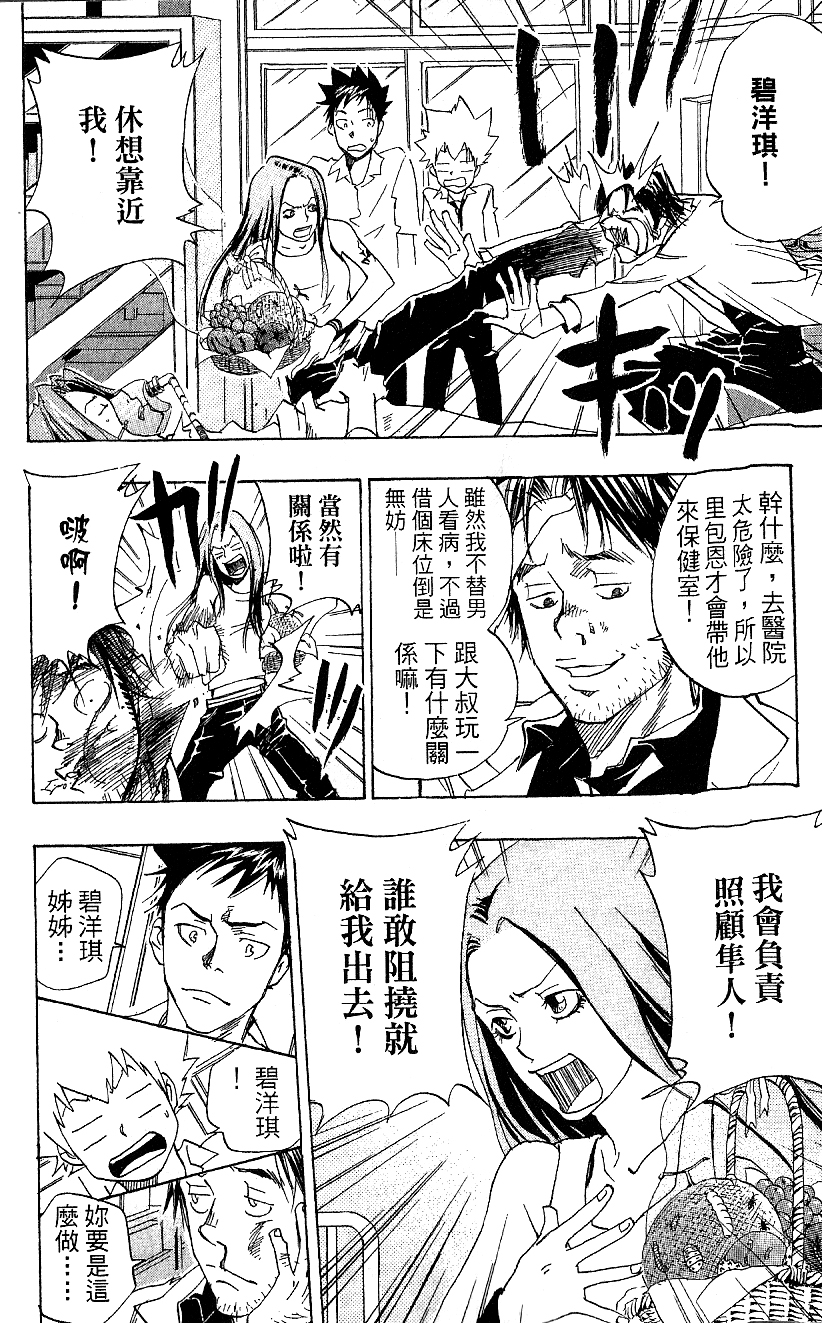 碧洋琪！
休想靠近
我！
ドガッ
幹什麼，去醫院
太危險了，所以
里包恩才會帶他
來保健室！
雖然我不替男
人看病，不過
借個床位倒是
無妨
跟大叔玩一
下有什麼關
係嘛！
當然有
關係啦！
ガッ
啵啊！
我會負責
照顧隼人！
誰敢阻撓就
給我出去！
碧洋琪
姊姊…
碧洋琪
！
妳要是這
麼做……